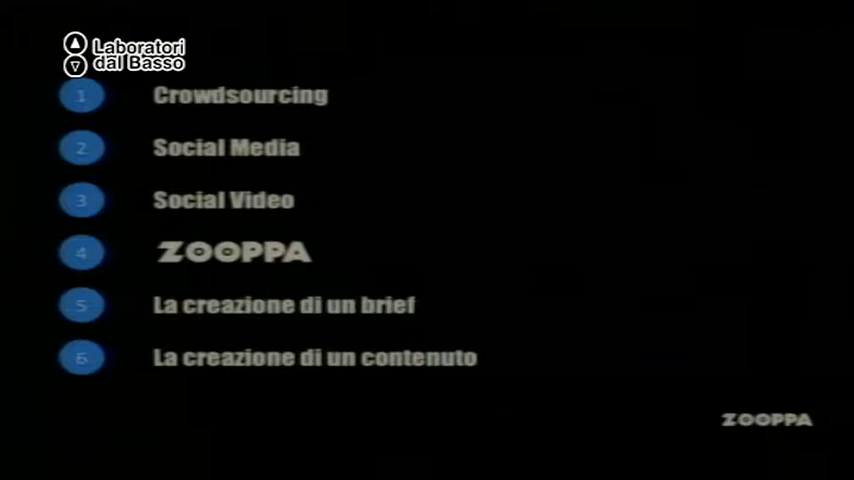 Laboratori
dal Basso
1 Crowdsourcing
2 Social Media
3 Social Video
4 ZOOPPA
5 La creazione di un brief
6 La creazione di un contenuto
ZOOPPA